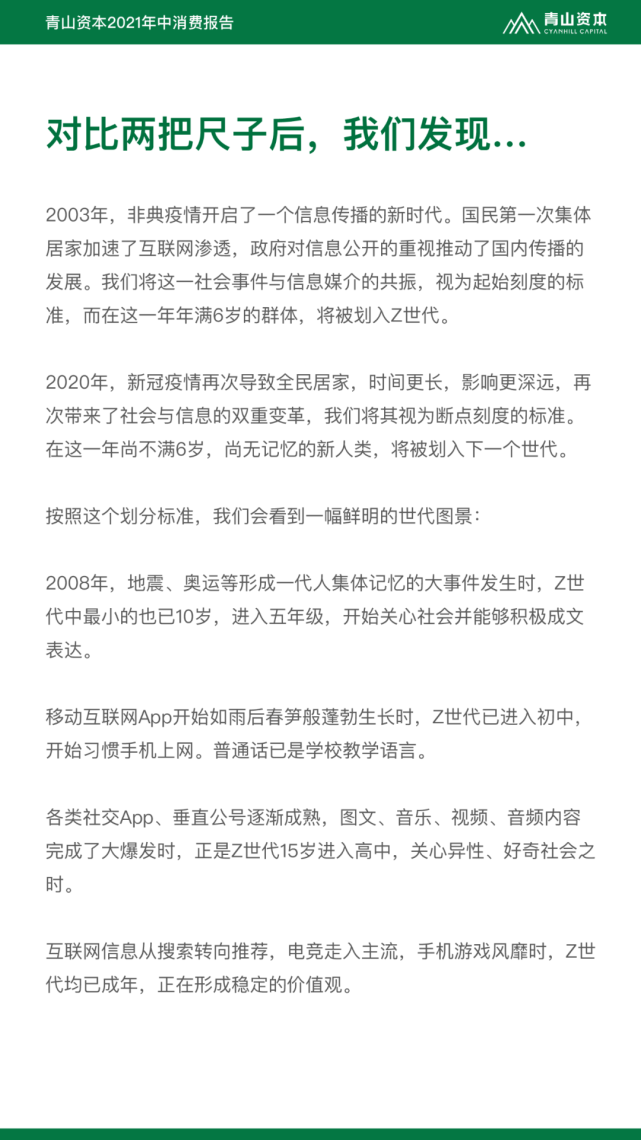 青山资本2021年中消费报告
青山资本
CYANHILL CAPITAL
对比两把尺子后，我们发现...
2003年，非典疫情开启了一个信息传播的新时代。国民第一次集体
居家加速了互联网渗透，政府对信息公开的重视推动了国内传播的
发展。我们将这一社会事件与信息媒介的共振，视为起始刻度的标
准，而在这一年年满6岁的群体，将被划入Z世代。
2020年，新冠疫情再次导致全民居家，时间更长，影响更深远，再
次带来了社会与信息的双重变革，我们将其视为断点刻度的标准。
在这一年尚不满6岁，尚无记忆的新人类，将被划入下一个世代。
按照这个划分标准，我们会看到一幅鲜明的世代图景：
2008年，地震、奥运等形成一代人集体记忆的大事件发生时，Z世
代中最小的也已10岁，进入五年级，开始关心社会并能够积极成文
表达。
移动互联网App开始如雨后春笋般蓬勃生长时，Z世代已进入初中，
开始习惯手机上网。普通话已是学校教学语言。
各类社交App、垂直公号逐渐成熟，图文、音乐、视频、音频内容
完成了大爆发时，正是Z世代15岁进入高中，关心异性、好奇社会之
时。
互联网信息从搜索转向推荐，电竞走入主流，手机游戏风靡时，Z世
代均已成年，正在形成稳定的价值观。